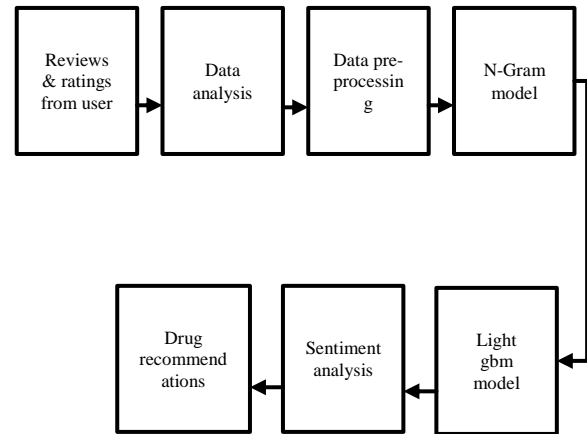 Reviews
& ratings
from user
Data
analysis
Data pre-
processin
g
N-Gram
model
Drug
recommend
ations
Sentiment
analysis
Light
gbm
model